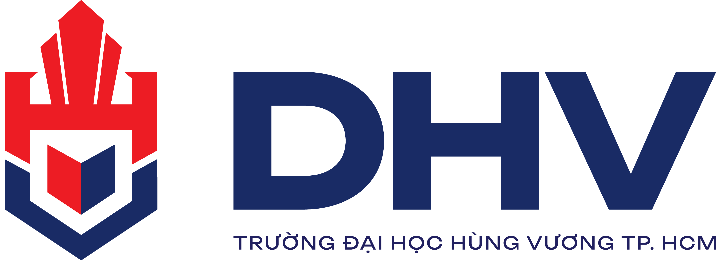 DHV
TRƯỜNG ĐẠI HỌC HÙNG VƯƠNG TP. HCM